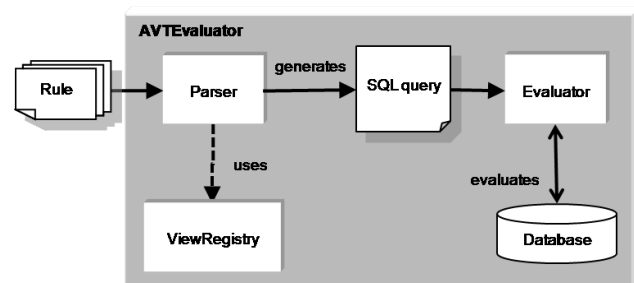 AVTEvaluator
Rule
Parser
generates
SQL query
Evaluator
uses
evaluates
ViewRegistry
Database